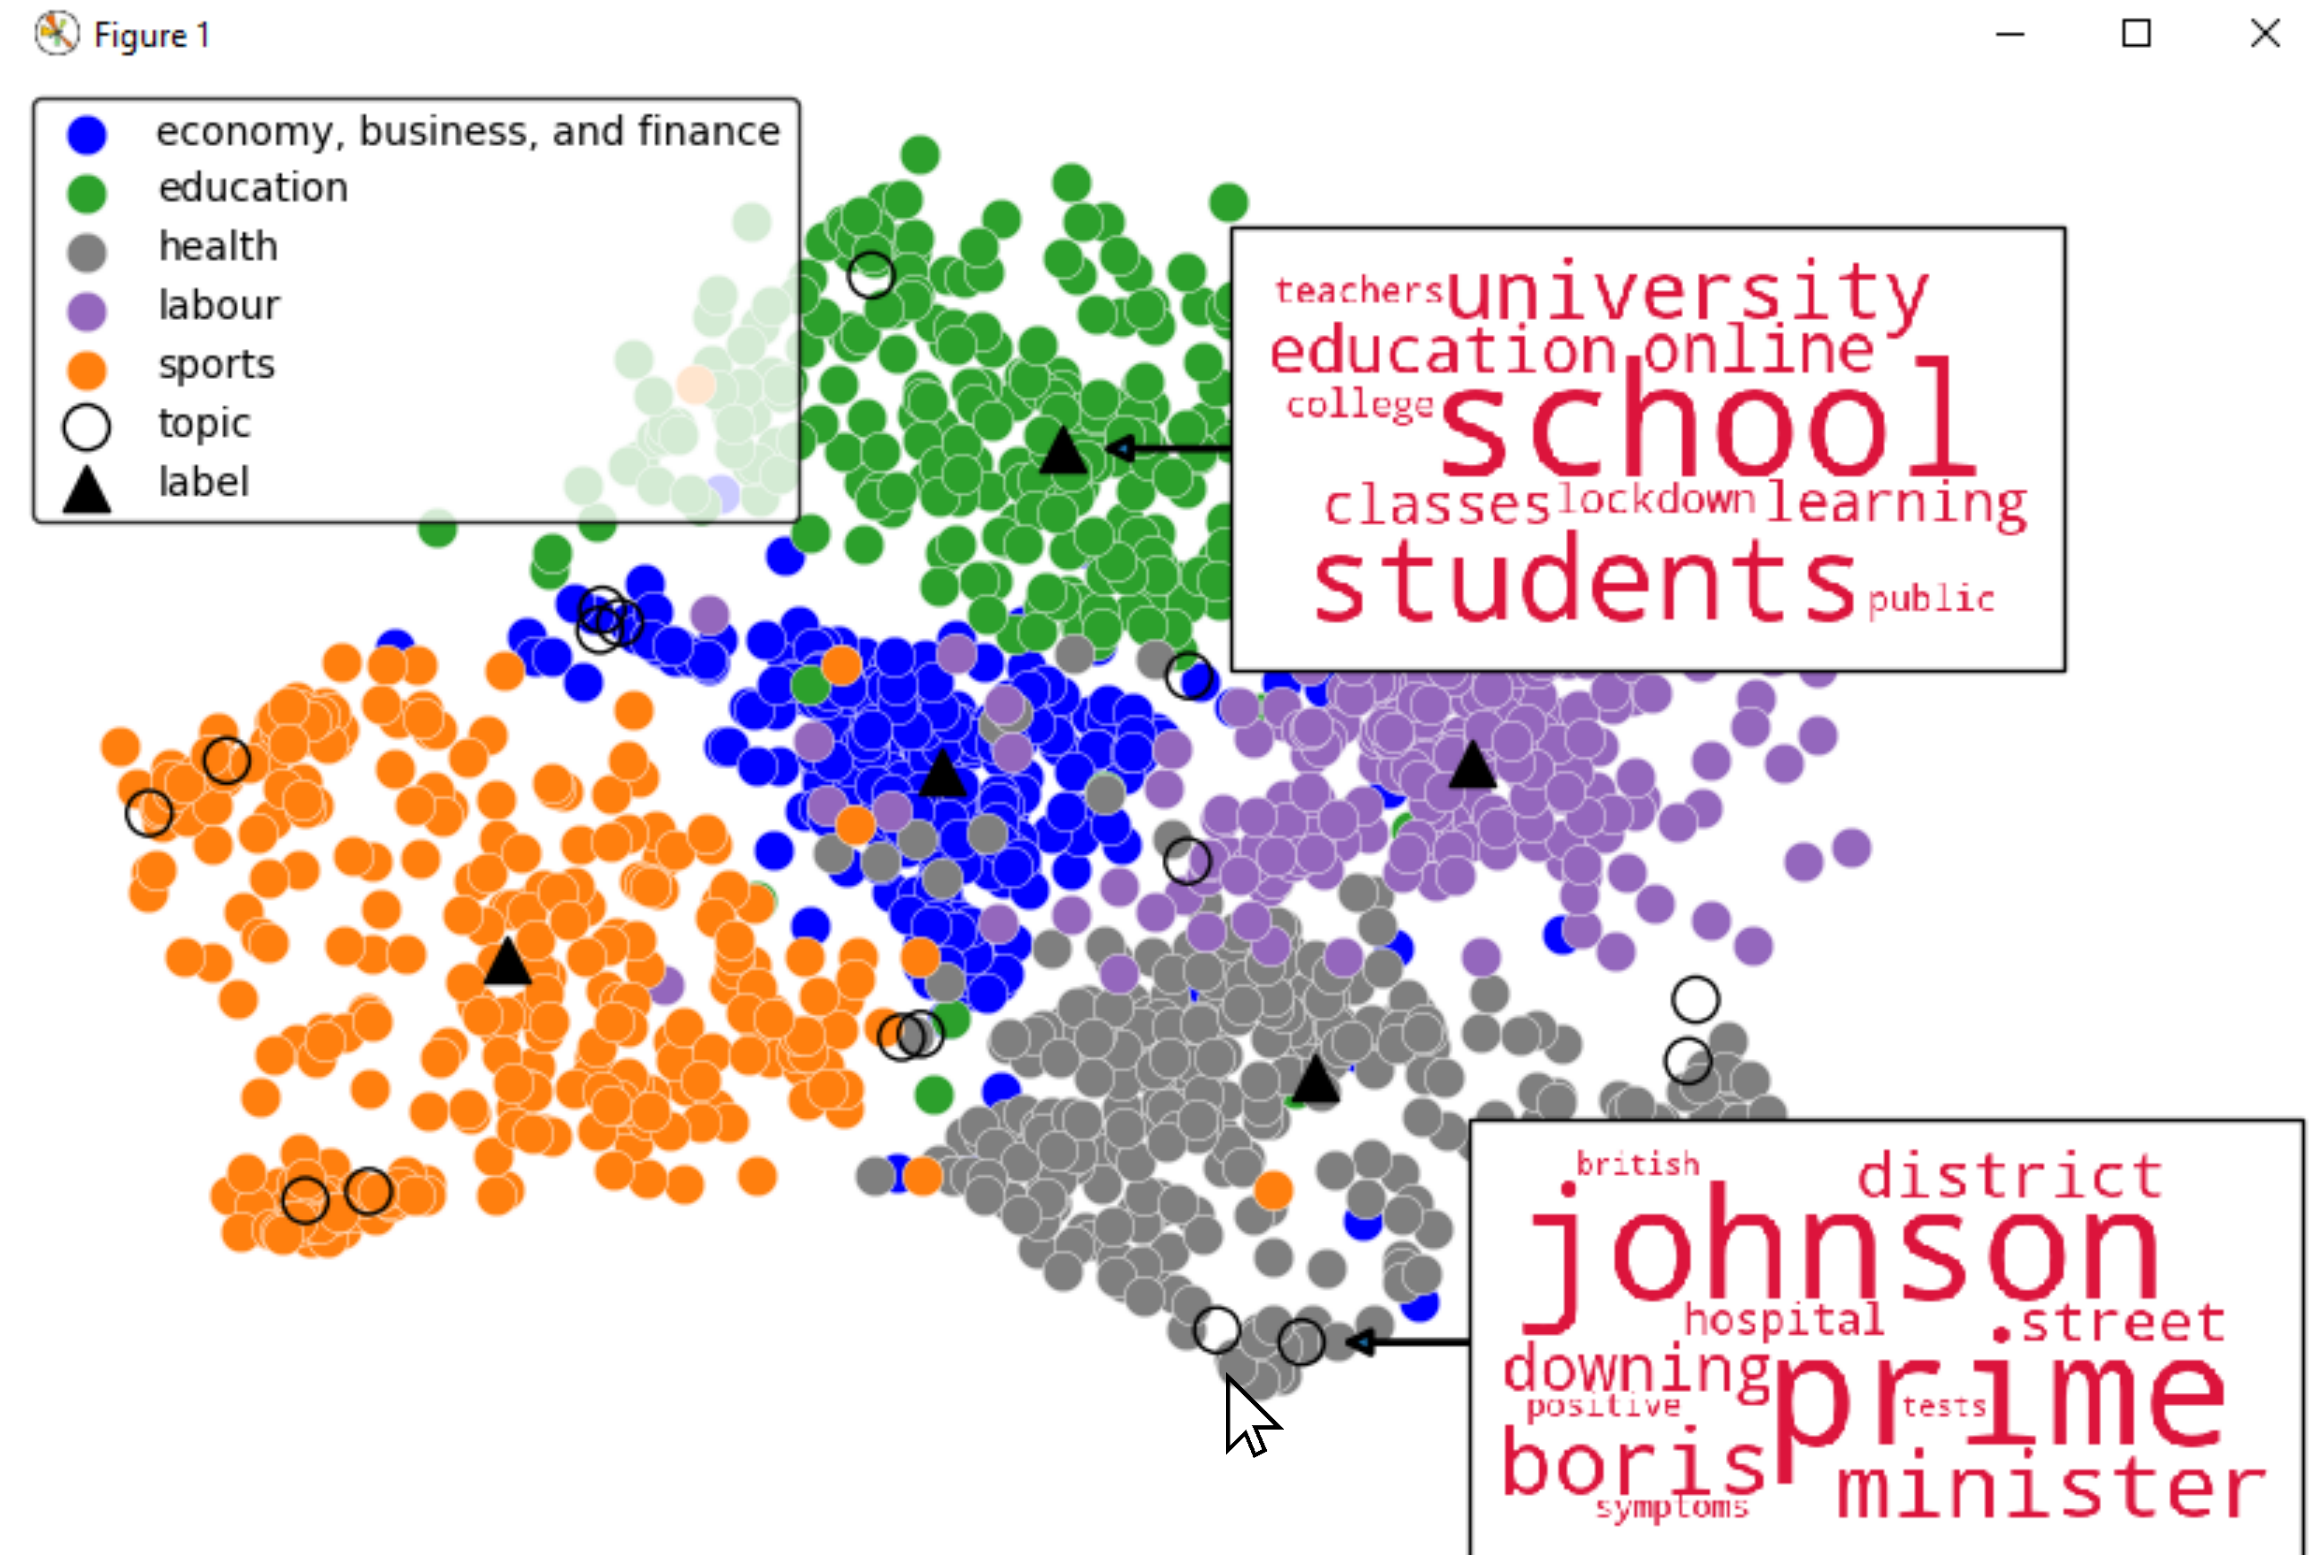 Figure 1
economy, business, and finance
education
health
labour
sports
topic
label
teachers university
education online
college school
classes lockdown learning
students public
british district
johnson
hospital street
downing prime
positive tests
boris minister
symptoms